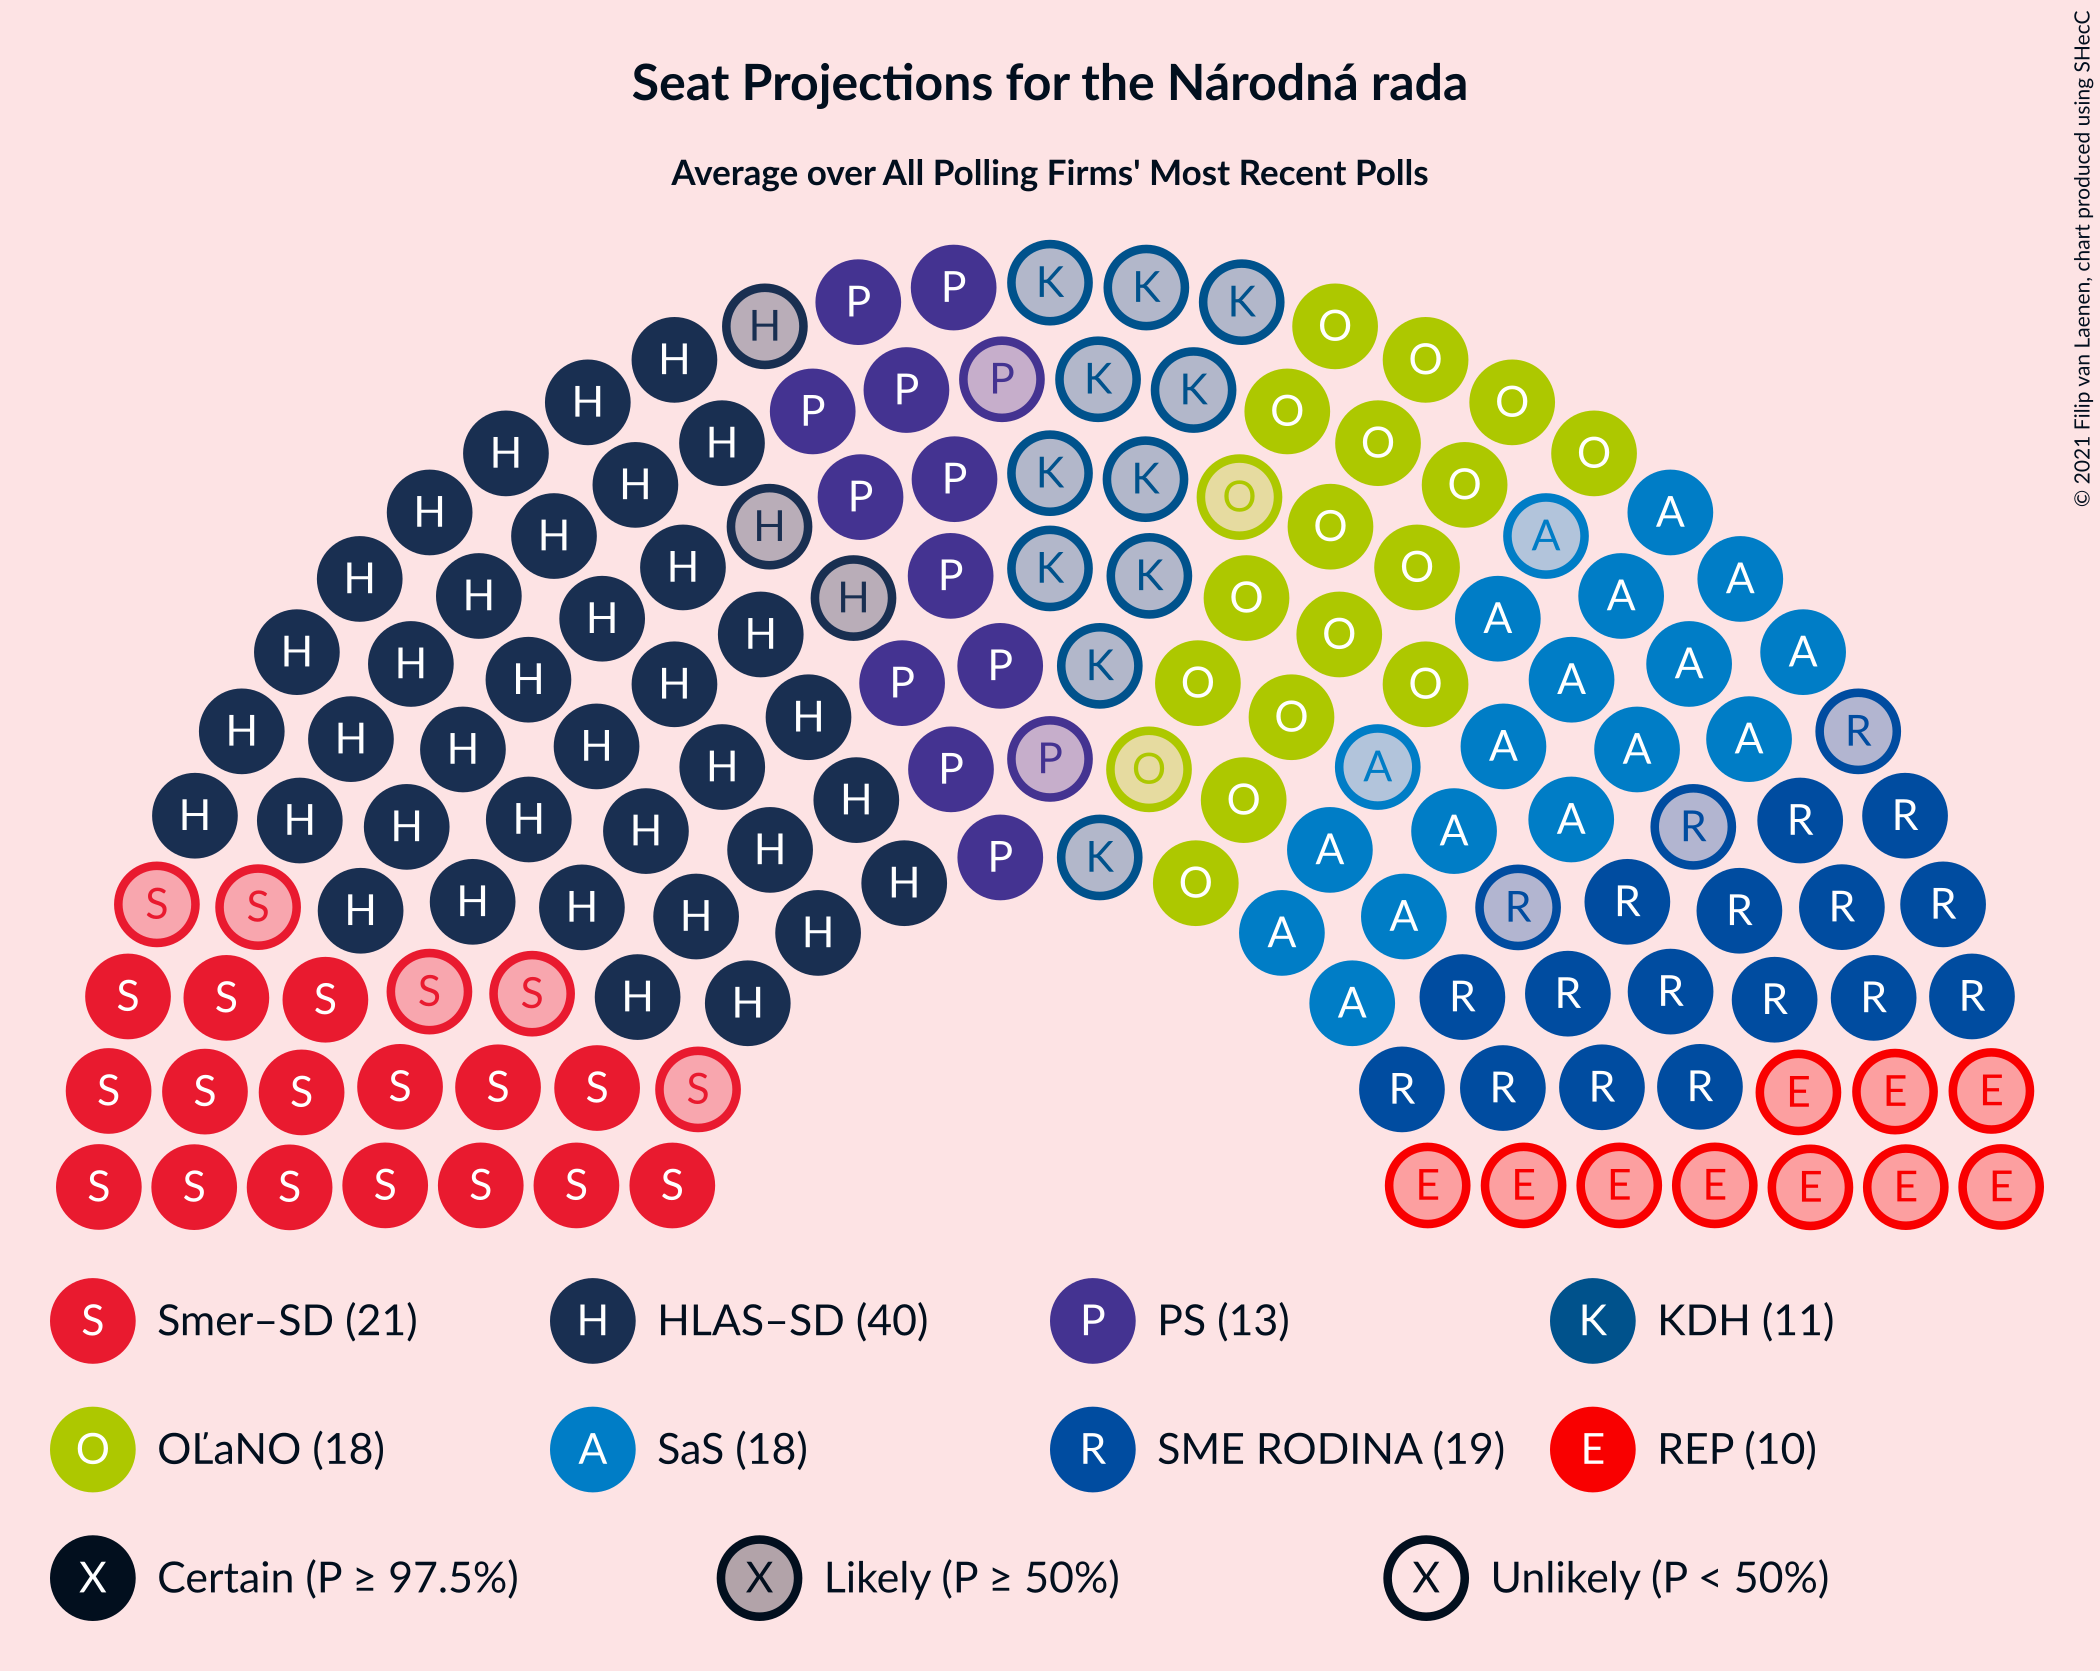 Seat Projections for the Národná rada
Average over All Polling Firms' Most Recent Polls
© 2021 Filip van Laenen, chart produced using SHecC
K
P K K
H P K O
H P K O
H P P K O O
H P O O
H P K O O
H H O A
H P P K K O O A
H H O A
H H H P K K O O A A
H H A A
H H H P P K O O A A
H H H O A A
H H H O A R
H H H P P O A A A
H H H H O A R R
H H H P K A A R
S S H H H H H O A A R R R R R
S S S S S H H A R R R R R R
S S S S S S S R R R R E E E
S S S S S S S E E E E E E E
S Smer–SD (21) H HLAS–SD (40) P PS (13) K KDH (11)
O OĽaNO (18) A SaS (18) R SME RODINA (19) E REP (10)
X Certain (P ≥ 97.5%) X Likely (P ≥ 50%) X Unlikely (P < 50%)